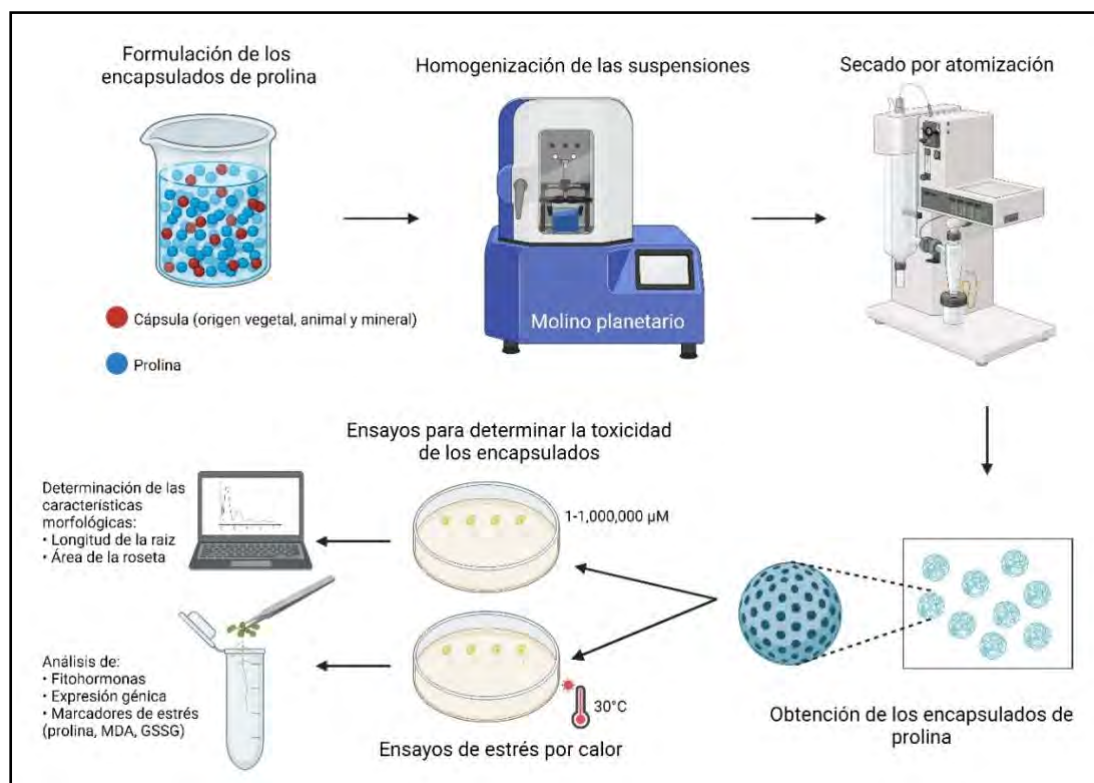 Formulación de los
encapsulados de prolina
Homogenización de las suspensiones
Secado por atomización
Molino planetario
Cápsula (origen vegetal, animal y mineral)
Prolina
Ensayos para determinar la toxicidad
de los encapsulados
Determinación de las
características
morfológicas:
• Longitud de la raiz
• Área de la roseta
1-1,000,000 µM
Análisis de:
• Fitohormonas
• Expresión génica
• Marcadores de estrés
(prolina, MDA, GSSG)
30°C
Ensayos de estrés por calor
Obtención de los encapsulados de
prolina